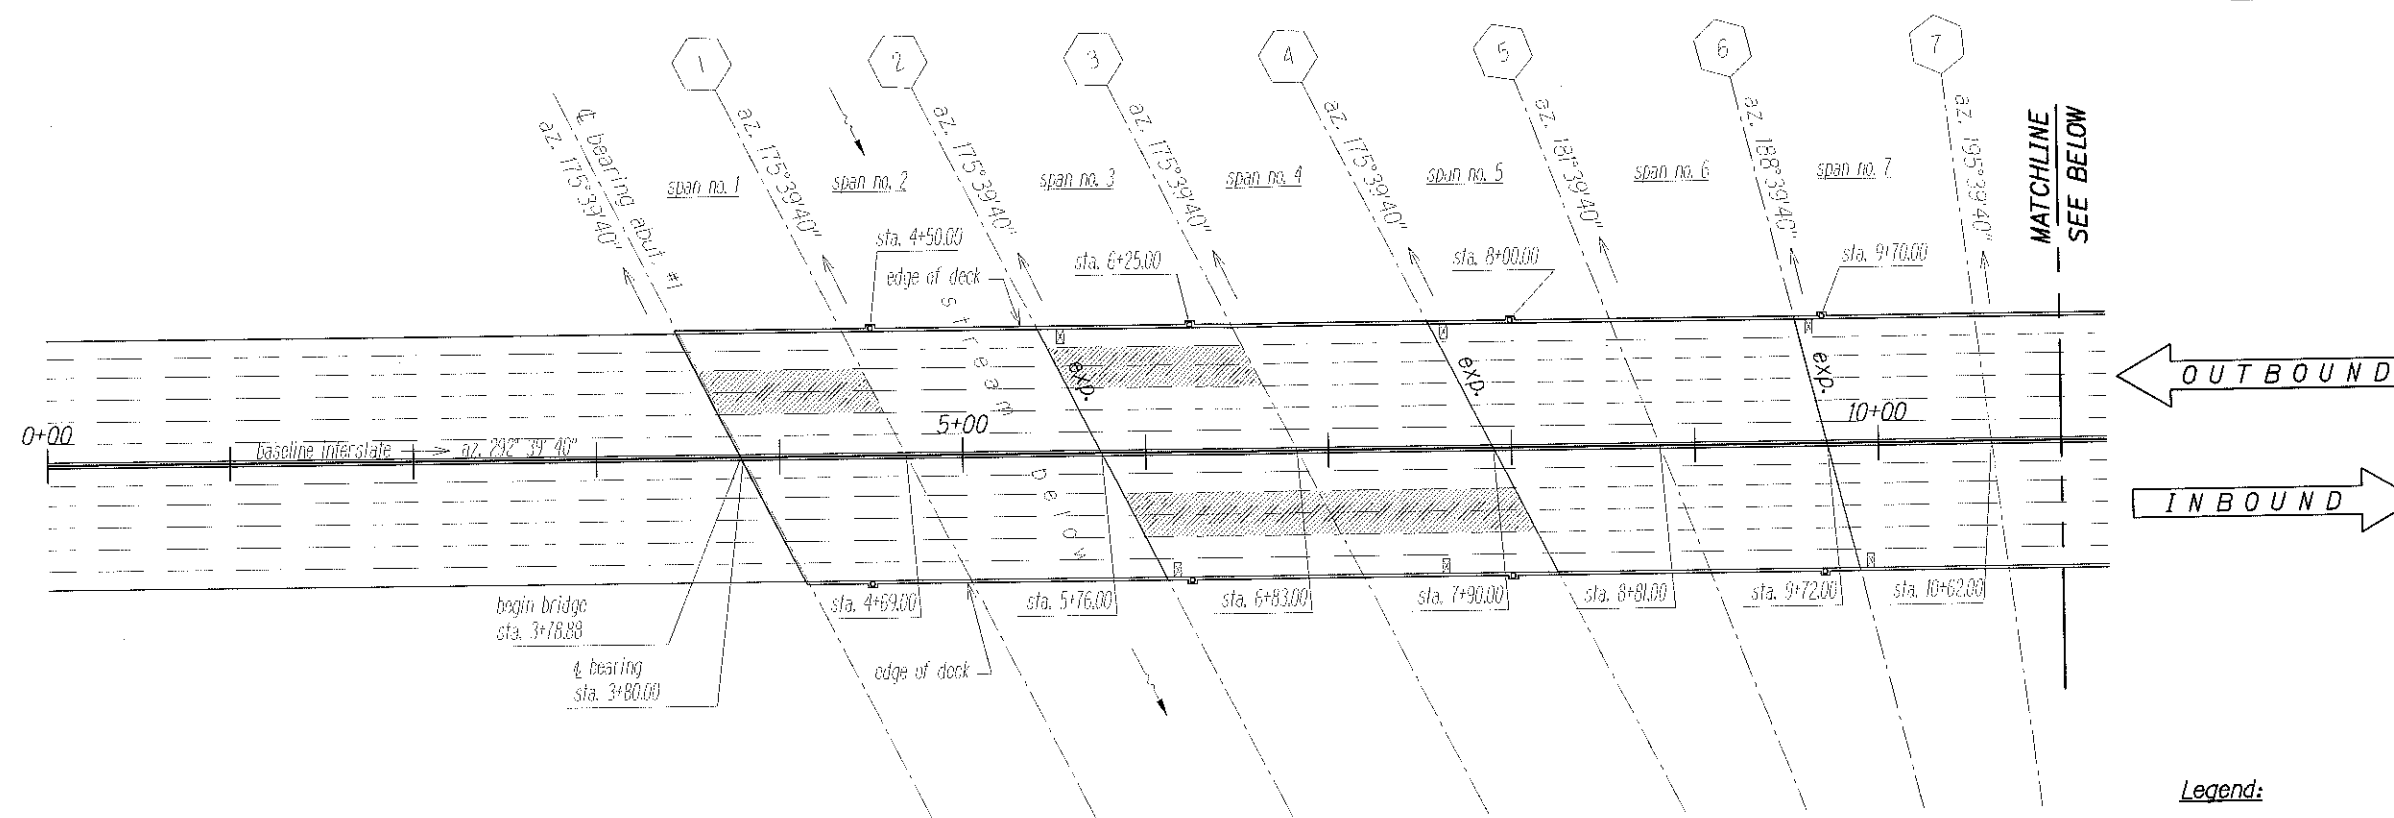 1
2
3
4
5
6
7
℄ bearing abut. #1
az. 175°39'40"
az. 175°39'40"
az. 175°39'40"
az. 175°39'40"
az. 175°39'40"
az. 181°39'40"
az. 188°39'40"
az. 195°39'40"
MATCHLINE
SEE BELOW
span no. 1
span no. 2
span no. 3
span no. 4
span no. 5
span no. 6
span no. 7
sta. 4+50.00
edge of deck
sta. 6+25.00
sta. 8+00.00
sta. 9+70.00
stream
below
exp.
exp.
exp.
OUTBOUND
0+00
5+00
10+00
baseline interstate
az. 292°39'40"
INBOUND
begin bridge
sta. 3+78.88
℄ bearing
sta. 3+80.00
sta. 4+69.00
sta. 5+76.00
sta. 6+83.00
sta. 7+90.00
sta. 8+81.00
sta. 9+72.00
sta. 10+62.00
edge of deck
Legend: